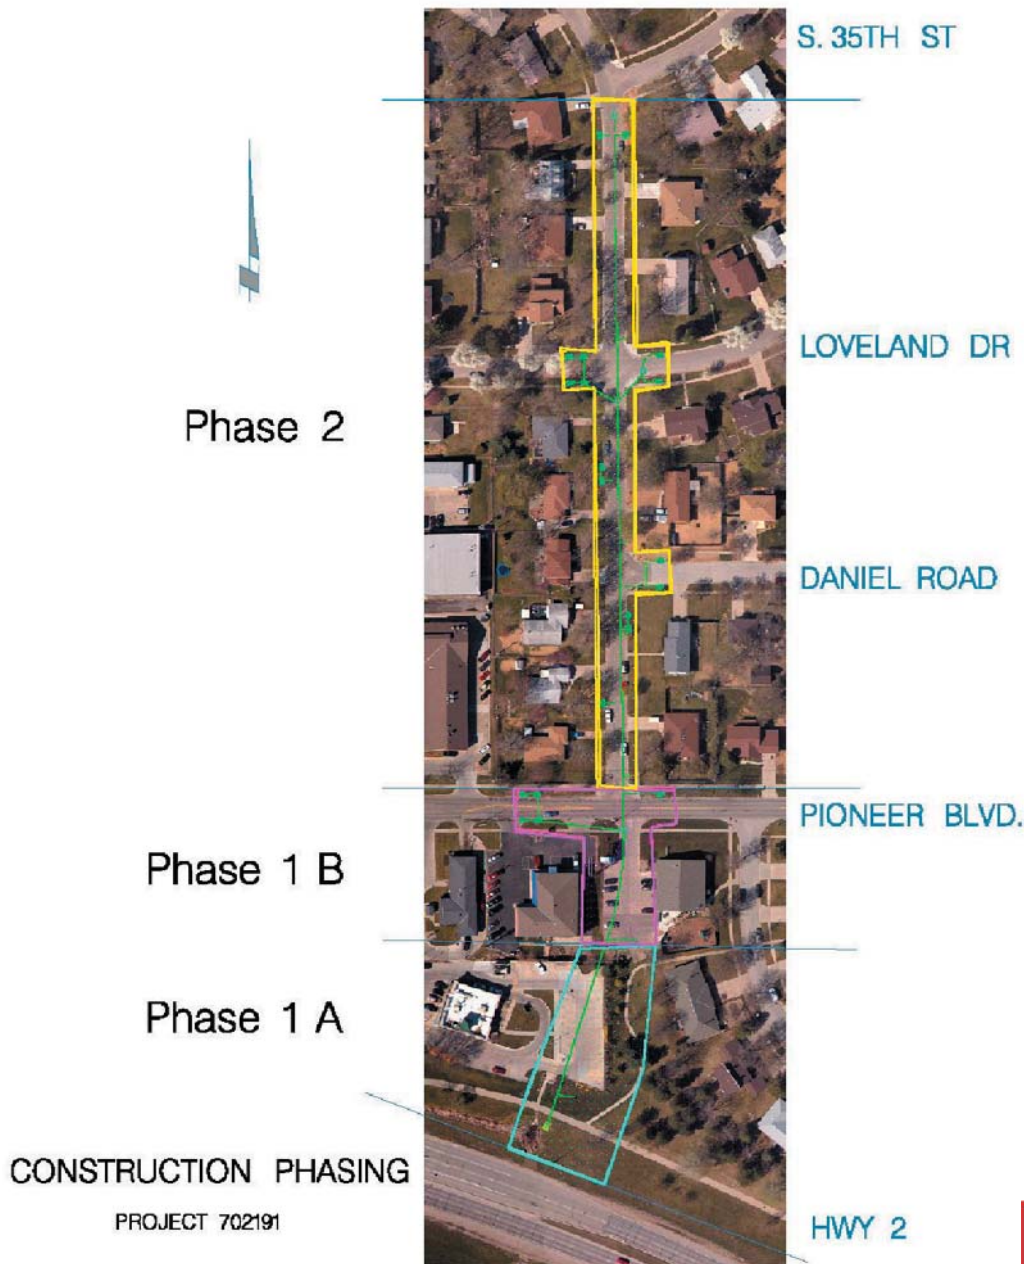 S. 35TH ST
LOVELAND DR
Phase 2
DANIEL ROAD
PIONEER BLVD.
Phase 1 B
Phase 1 A
CONSTRUCTION PHASING
PROJECT 702191
HWY 2